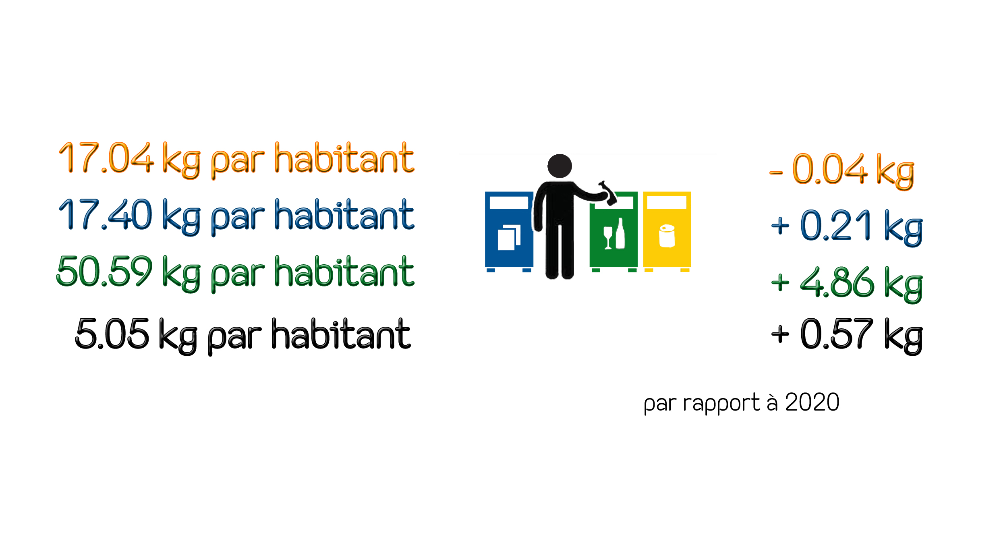 17.04 kg par habitant
17.40 kg par habitant
50.59 kg par habitant
5.05 kg par habitant
- 0.04 kg
+ 0.21 kg
+ 4.86 kg
+ 0.57 kg
par rapport à 2020